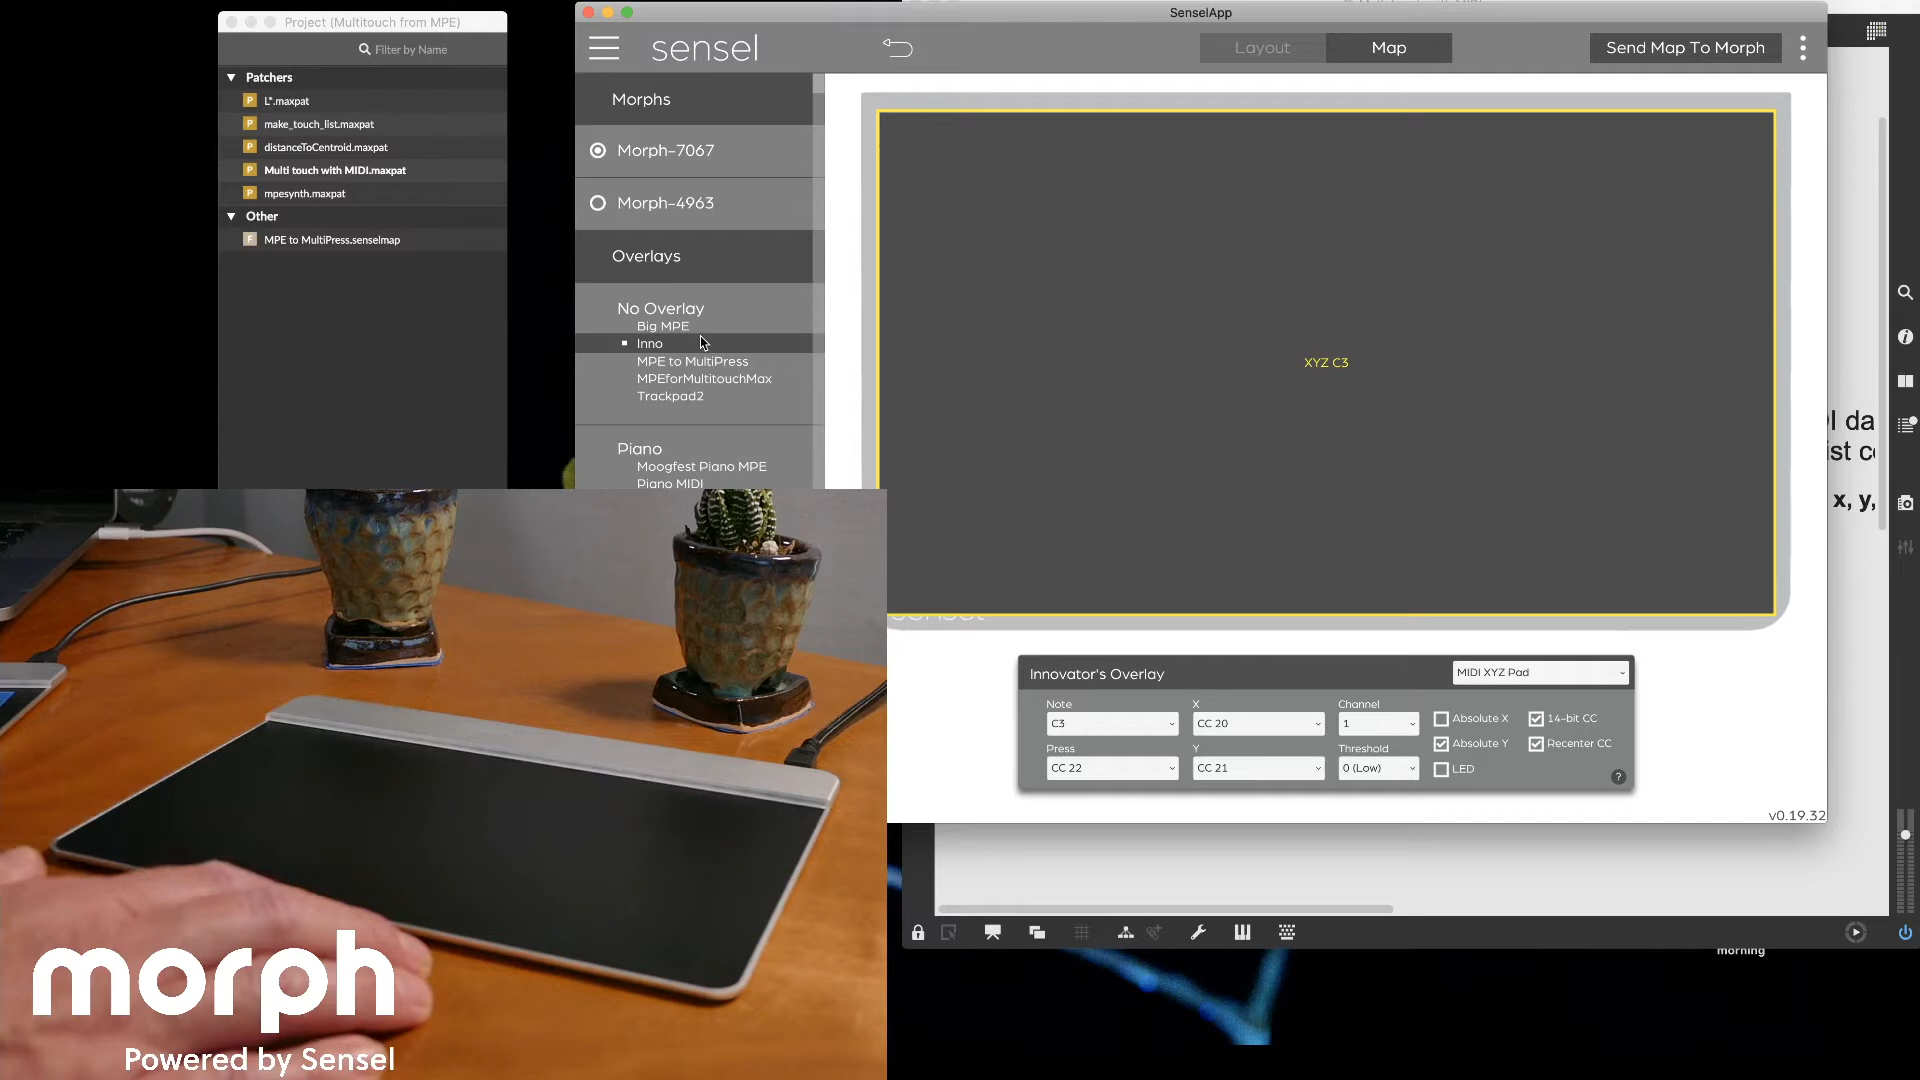 Project (Multitouch from MPE)
Filter by Name
Patchers
L*.maxpat
make_touch_list.maxpat
distanceToCentroid.maxpat
Multi touch with MIDI.maxpat
mpesynth.maxpat
Other
MPE to MultiPress.senselmap
SenselApp
sensel
Layout
Map
Send Map To Morph
Morphs
Morph-7067
Morph-4963
Overlays
No Overlay
Big MPE
Inno
MPE to MultiPress
MPEforMultitouchMax
Trackpad2
Piano
Moogfest Piano MPE
Piano MIDI
XYZ C3
Innovator's Overlay
MIDI XYZ Pad
Note
X
Channel
C3
CC 20
1
Absolute X
14-bit CC
Press
Y
Threshold
Absolute Y
Recenter CC
CC 22
CC 21
0 (Low)
LED
?
v0.19.32
I da
ist c
x, y,
morning
morph
Powered by Sensel